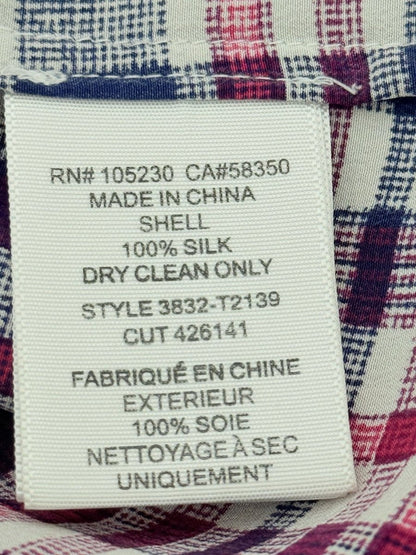 RN# 105230 CA#58350
MADE IN CHINA
SHELL
100% SILK
DRY CLEAN ONLY
STYLE 3832-T2139
CUT 426141
FABRIQUÉ EN CHINE
EXTERIEUR
100% SOIE
NETTOYAGE À SEC
UNIQUEMENT